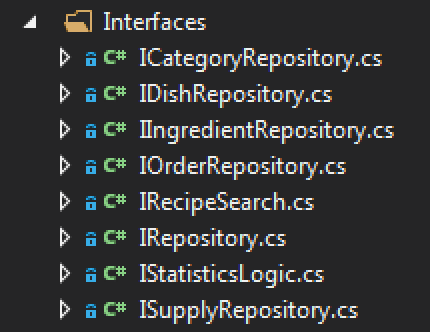 Interfaces
C# ICategoryRepository.cs
C# IDishRepository.cs
C# IIngredientRepository.cs
C# IOrderRepository.cs
C# IRecipeSearch.cs
C# IRepository.cs
C# IStatisticsLogic.cs
C# ISupplyRepository.cs